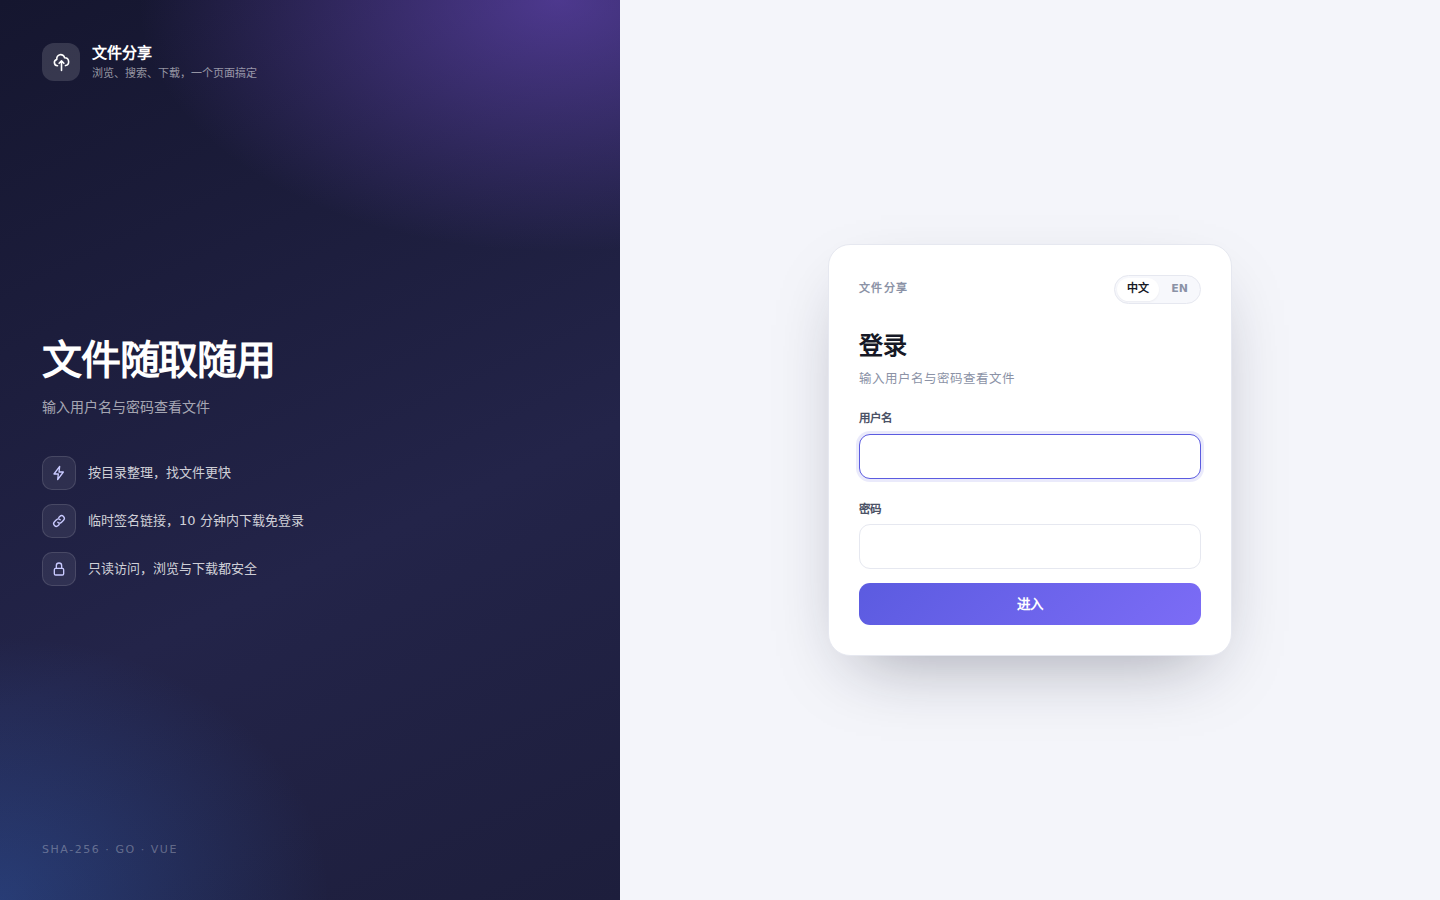 文件分享
浏览、搜索、下载，一个页面搞定
文件随取随用
输入用户名与密码查看文件
按目录整理，找文件更快
临时签名链接，10 分钟内下载免登录
只读访问，浏览与下载都安全
SHA-256 · GO · VUE
文件分享
中文 EN
登录
输入用户名与密码查看文件
用户名
密码
进入